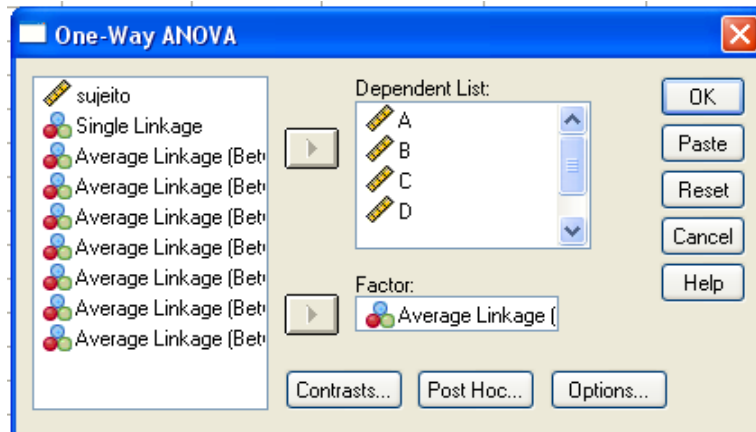 One-Way ANOVA
sujeito
Single Linkage
Average Linkage (Bet
Average Linkage (Bet
Average Linkage (Bet
Average Linkage (Bet
Average Linkage (Bet
Average Linkage (Bet
Average Linkage (Bet
Dependent List:
A
B
C
D
Factor:
Average Linkage (
OK
Paste
Reset
Cancel
Help
Contrasts...
Post Hoc...
Options...